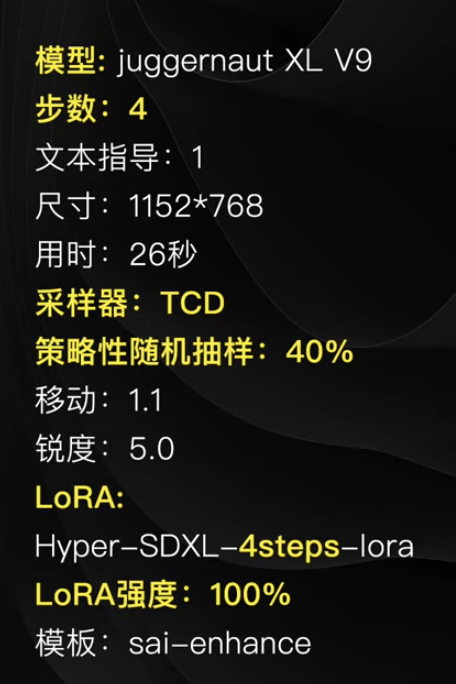 模型: juggernaut XL V9
步数：4
文本指导：1
尺寸：1152*768
用时：26秒
采样器：TCD
策略性随机抽样：40%
移动：1.1
锐度：5.0
LoRA:
Hyper-SDXL-4steps-lora
LoRA强度：100%
模板：sai-enhance